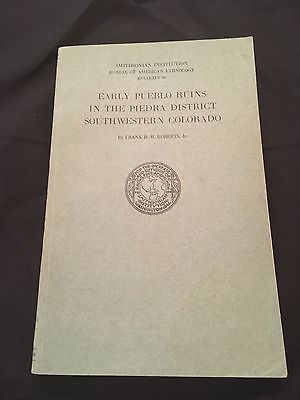 SMITHSONIAN INSTITUTION
BUREAU OF AMERICAN ETHNOLOGY
BULLETIN 96
EARLY PUEBLO RUINS
IN THE PIEDRA DISTRICT
SOUTHWESTERN COLORADO
By FRANK H. H. ROBERTS, Jr.